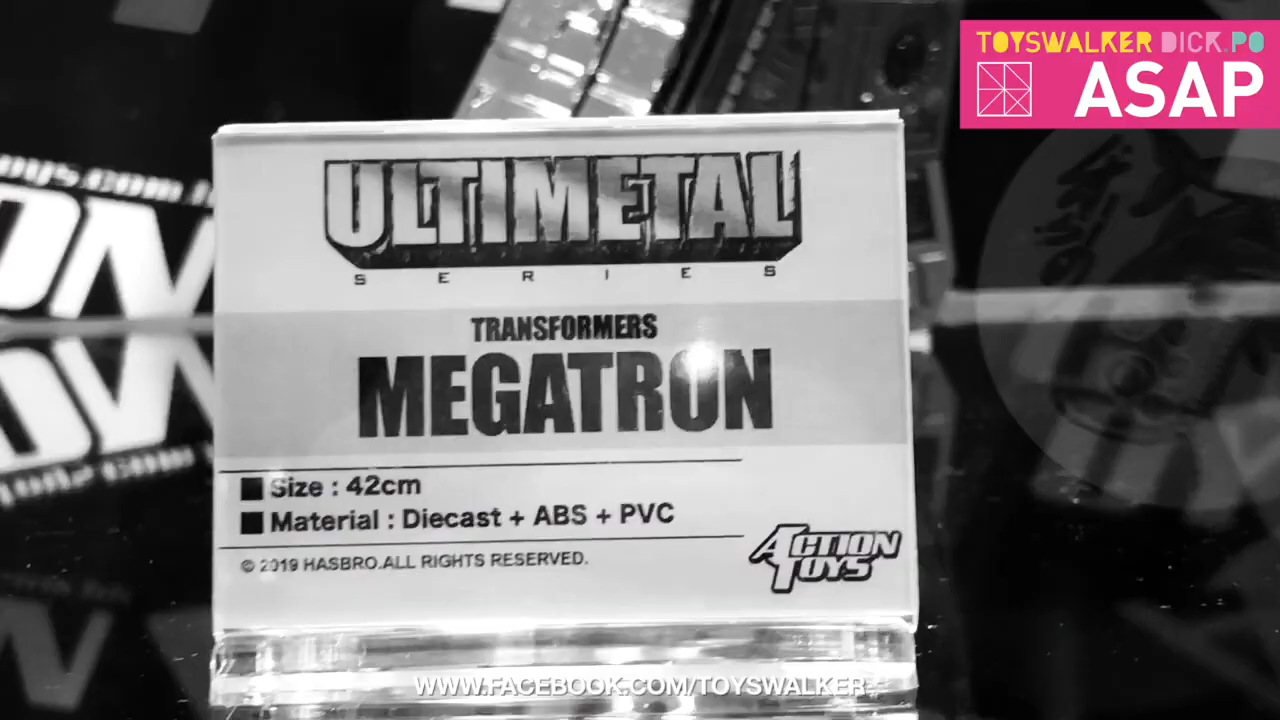 TOYSWALKER DICK.PO
ASAP
ULTIMETAL
SERIES
TRANSFORMERS
MEGATRON
■ Size : 42cm
■ Material : Diecast + ABS + PVC
© 2019 HASBRO.ALL RIGHTS RESERVED.
ACTION
TOYS
WWW.FACEBOOK.COM/TOYSWALKER